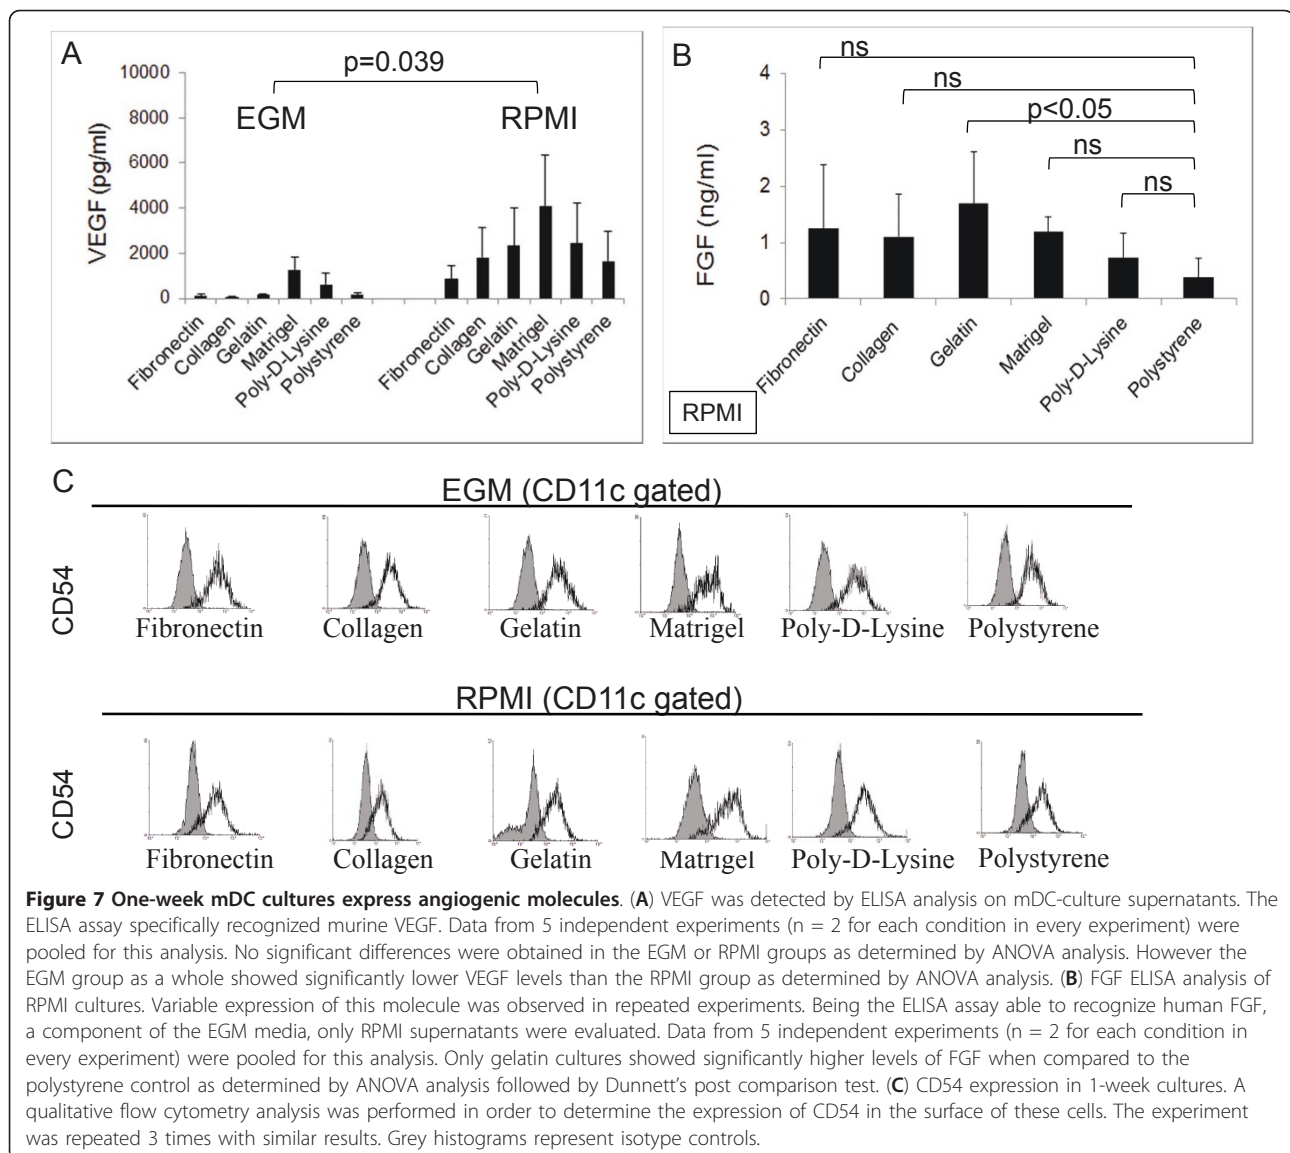 A
p=0.039
EGM
RPMI
VEGF (pg/ml)
10000
8000
6000
4000
2000
0
Fibronectin
Collagen
Gelatin
Matrigel
Poly-D-Lysine
Polystyrene
Fibronectin
Collagen
Gelatin
Matrigel
Poly-D-Lysine
Polystyrene
B
ns
ns
p<0.05
ns
ns
FGF (ng/ml)
4
3
2
1
0
Fibronectin
Collagen
Gelatin
Matrigel
Poly-D-Lysine
Polystyrene
RPMI
C
EGM (CD11c gated)
CD54
Fibronectin Collagen Gelatin Matrigel Poly-D-Lysine Polystyrene
RPMI (CD11c gated)
CD54
Fibronectin Collagen Gelatin Matrigel Poly-D-Lysine Polystyrene
Figure 7 One-week mDC cultures express angiogenic molecules. (A) VEGF was detected by ELISA analysis on mDC-culture supernatants. The
ELISA assay specifically recognized murine VEGF. Data from 5 independent experiments (n = 2 for each condition in every experiment) were
pooled for this analysis. No significant differences were obtained in the EGM or RPMI groups as determined by ANOVA analysis. However the
EGM group as a whole showed significantly lower VEGF levels than the RPMI group as determined by ANOVA analysis. (B) FGF ELISA analysis of
RPMI cultures. Variable expression of this molecule was observed in repeated experiments. Being the ELISA assay able to recognize human FGF,
a component of the EGM media, only RPMI supernatants were evaluated. Data from 5 independent experiments (n = 2 for each condition in
every experiment) were pooled for this analysis. Only gelatin cultures showed significantly higher levels of FGF when compared to the
polystyrene control as determined by ANOVA analysis followed by Dunnett's post comparison test. (C) CD54 expression in 1-week cultures. A
qualitative flow cytometry analysis was performed in order to determine the expression of CD54 in the surface of these cells. The experiment
was repeated 3 times with similar results. Grey histograms represent isotype controls.